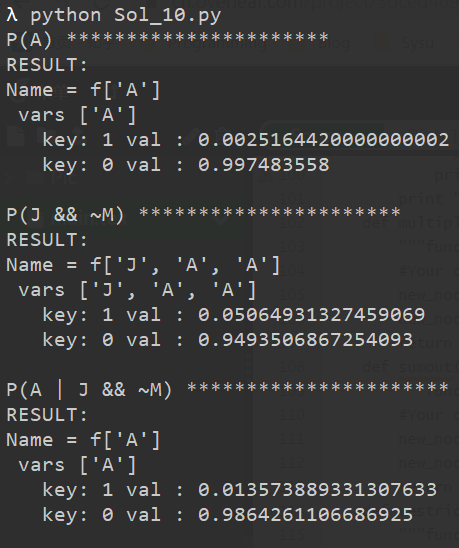 λ python Sol_10.py
P(A) **********************
RESULT:
Name = f['A']
 vars ['A']
   key: 1 val : 0.0025164420000000002
   key: 0 val : 0.997483558

P(J && ~M) **********************
RESULT:
Name = f['J', 'A', 'A']
 vars ['J', 'A', 'A']
   key: 1 val : 0.05064931327459069
   key: 0 val : 0.9493506867254093

P(A | J && ~M) **********************
RESULT:
Name = f['A']
 vars ['A']
   key: 1 val : 0.013573889331307633
   key: 0 val : 0.9864261106686925